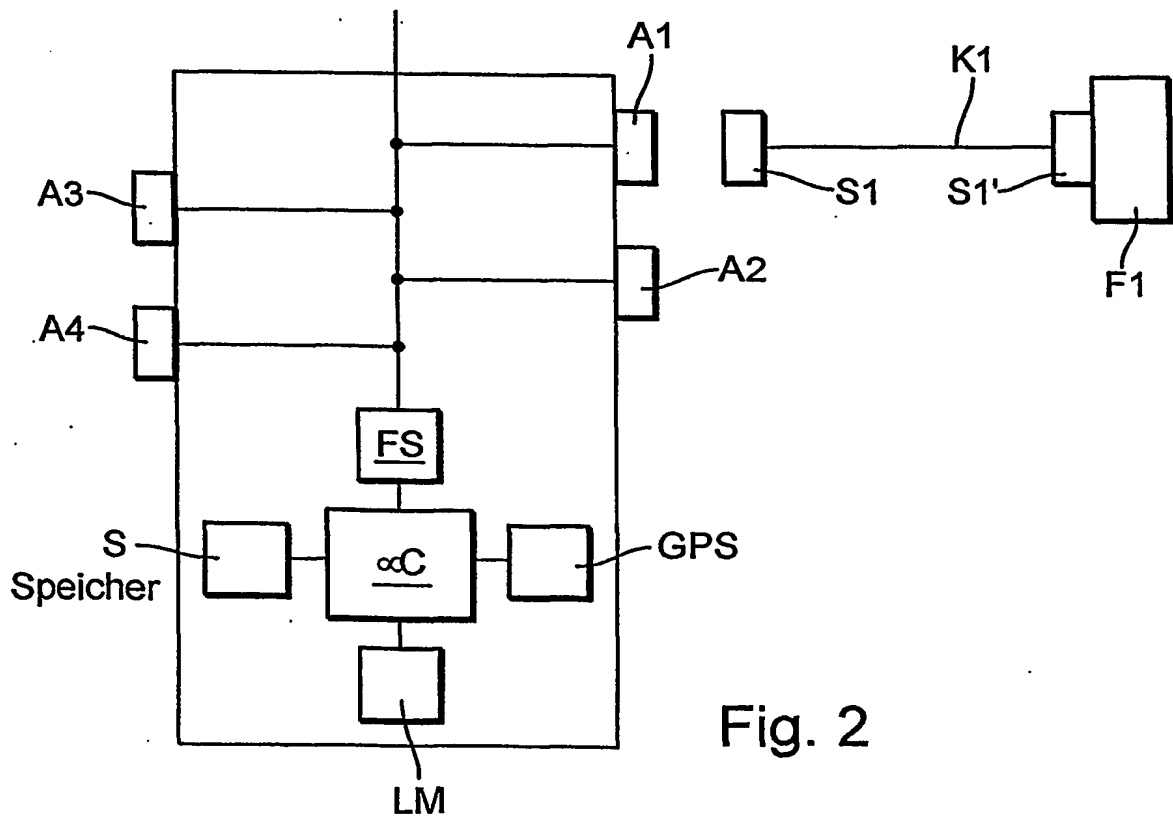 A1
K1
A3
S1
S1'
A2
F1
A4
FS
S
Speicher
∝C
GPS
LM
Fig. 2